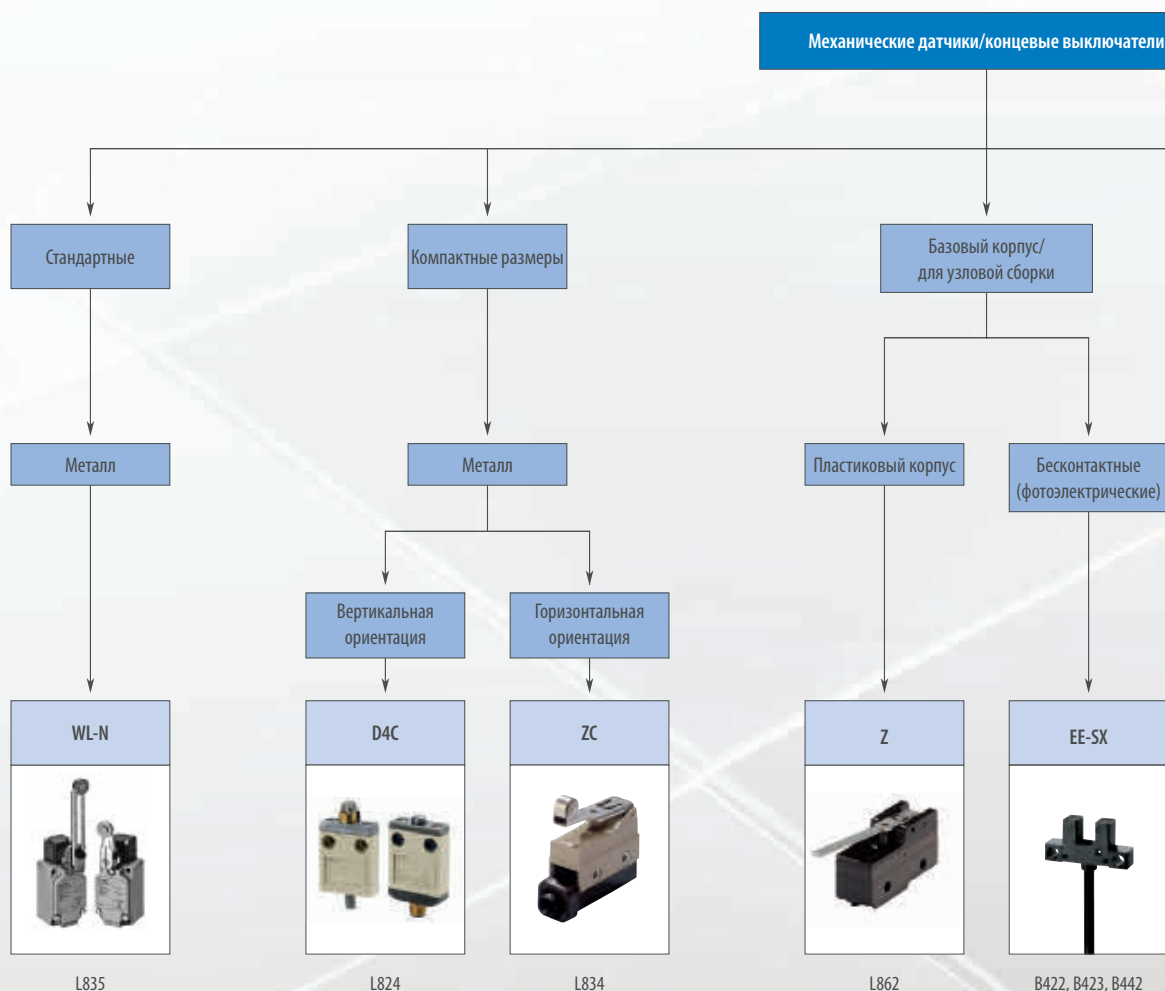 Механические датчики/концевые выключатели
Стандартные
Компактные размеры
Базовый корпус/
для узловой сборки
Металл
Металл
Пластиковый корпус
Бесконтактные
(фотоэлектрические)
Вертикальная
ориентация
Горизонтальная
ориентация
WL-N
D4C
ZC
Z
EE-SX
L835
L824
L834
L862
B422, B423, B442